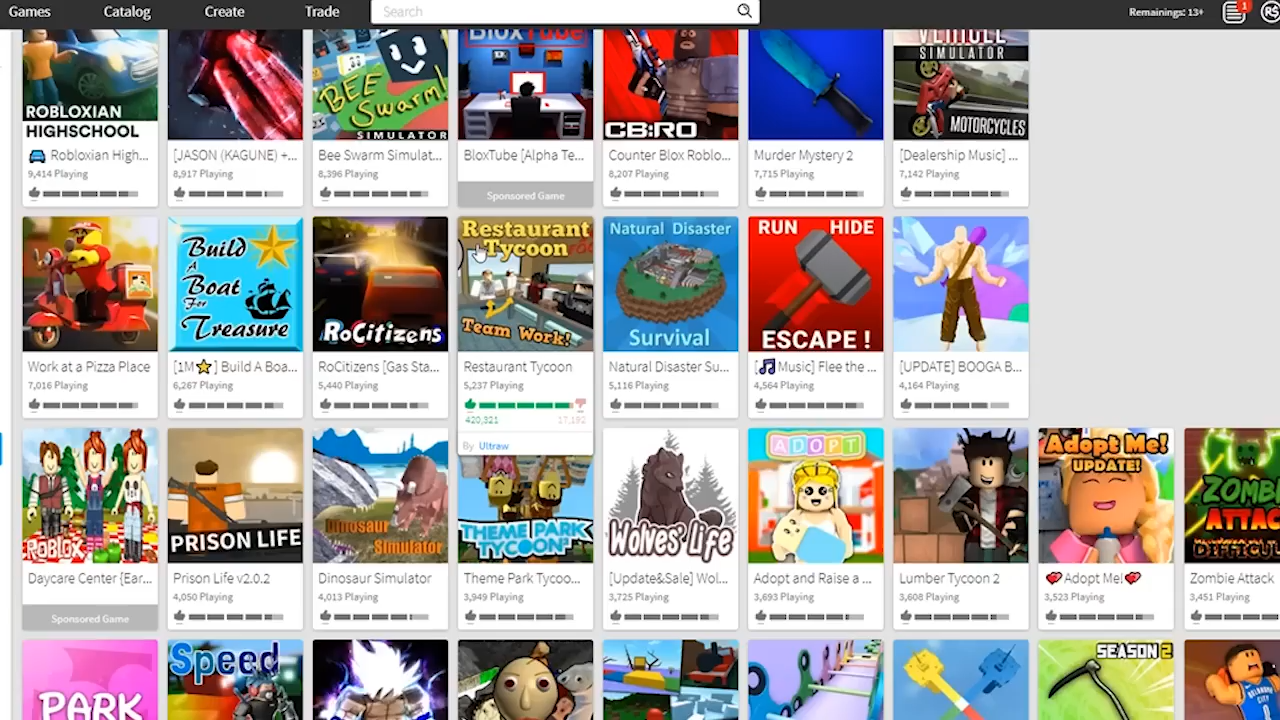 Games Catalog Create Trade Search Remainings: 13+ 1
ROBLOXIAN
HIGHSCHOOL
BEE
Swarm!
SIMULATOR
BloxTube
CB:RO
VEHICLE
SIMULATOR
MOTORCYCLES
Robloxian High... [JASON (KAGUNE) +... Bee Swarm Simulat... BloxTube [Alpha Te... Counter Blox Roblo... Murder Mystery 2 [Dealership Music] ...
9,414 Playing 8,917 Playing 8,396 Playing 8,207 Playing 7,715 Playing 7,142 Playing
Sponsored Game
Build
A
Boat
For
Treasure
RoCitizens
Restaurant
Tycoon
Team Work!
Natural Disaster
Survival
RUN HIDE
ESCAPE !
Work at a Pizza Place [1M⭐] Build A Boa... RoCitizens [Gas Sta... Restaurant Tycoon Natural Disaster Su... [🎵Music] Flee the ... [UPDATE] BOOGA B...
7,016 Playing 6,267 Playing 5,440 Playing 5,237 Playing 5,116 Playing 4,564 Playing 4,164 Playing
420,321 17,192
By Ultraw
ROBLOX
PRISON LIFE
Dinosaur
Simulator
THEME PARK
TYCOON 2
Wolves' Life
ADOPT
Adopt Me!
UPDATE!
ZOMB
ATTAC
DIFFICUL
Daycare Center {Ear... Prison Life v2.0.2 Dinosaur Simulator Theme Park Tycoo... [Update&Sale] Wol... Adopt and Raise a ... Lumber Tycoon 2 💕Adopt Me!💕 Zombie Attack
4,050 Playing 4,013 Playing 3,949 Playing 3,725 Playing 3,693 Playing 3,608 Playing 3,523 Playing 3,451 Playing
Sponsored Game
PARK
Speed
SEASON 2